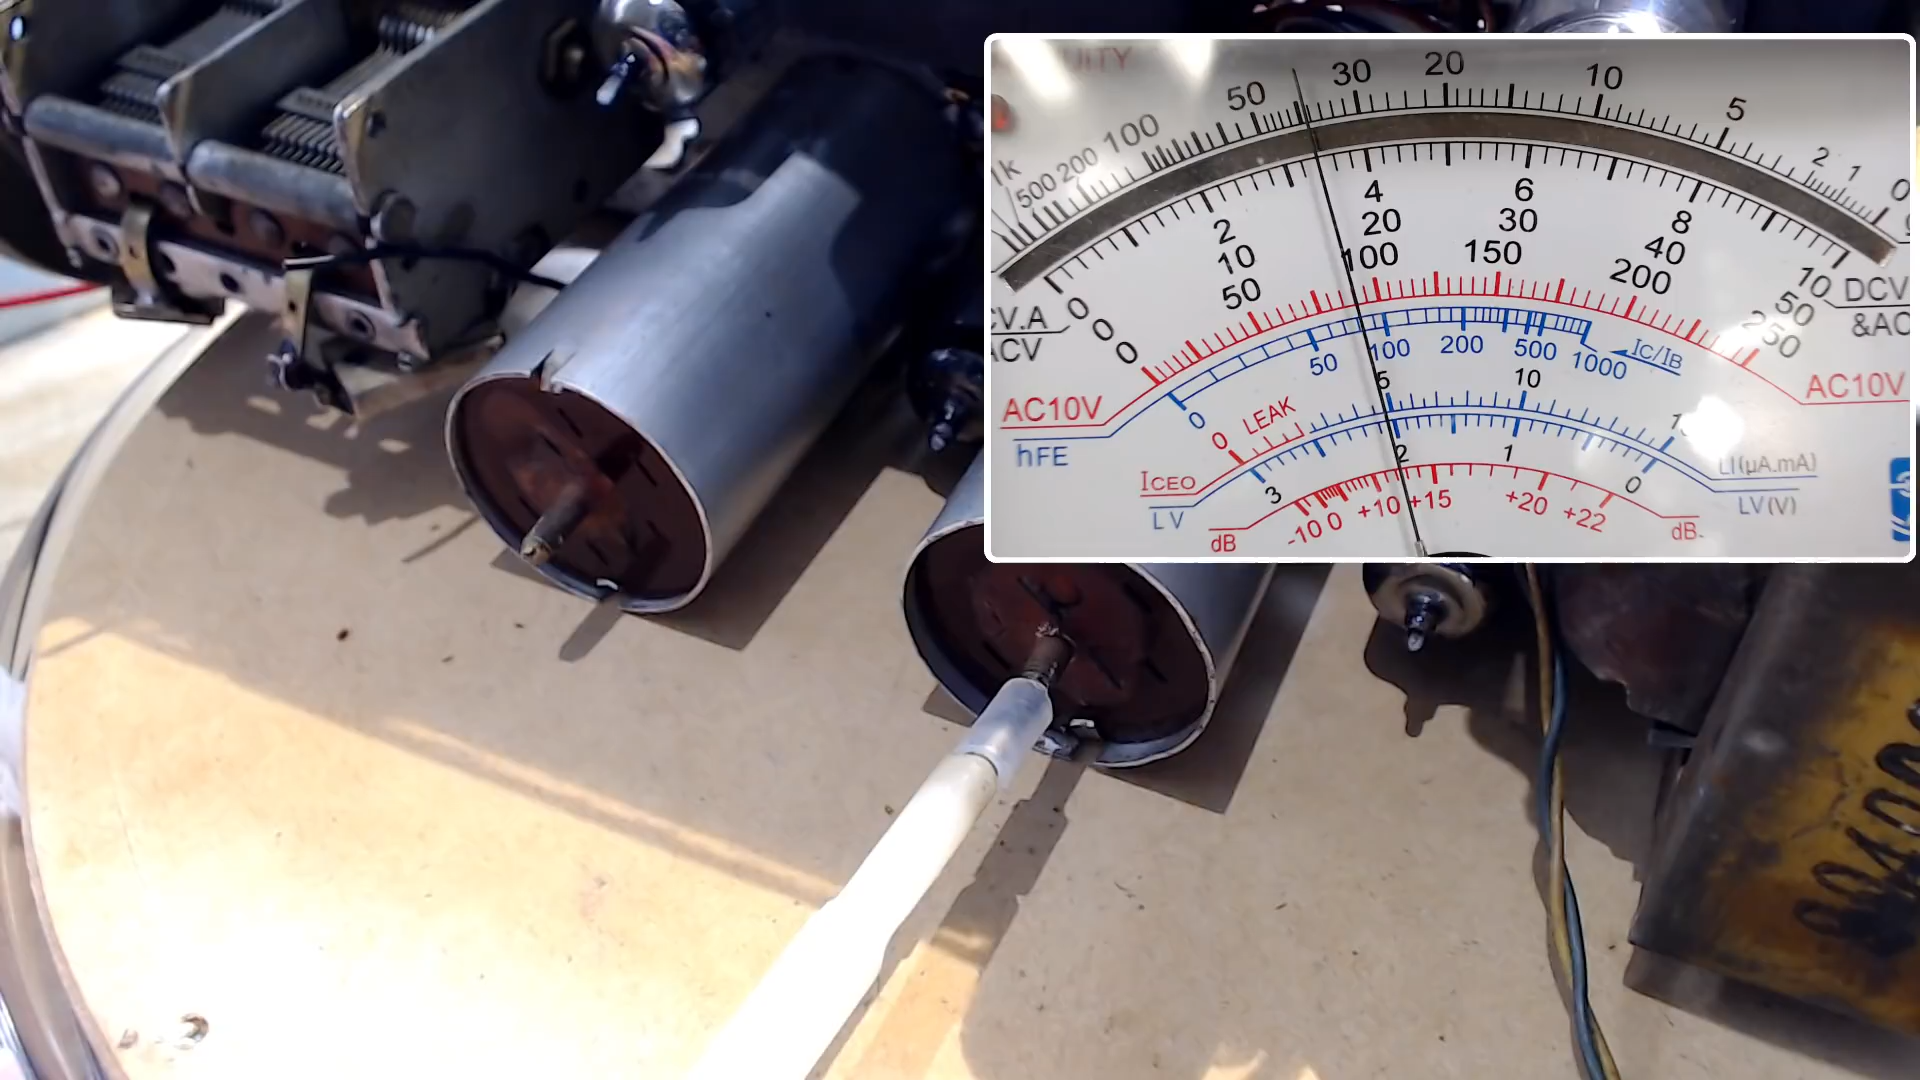 50 30 20 10 5 2 1 0
1k 500 200 100
0 2 4 6 8 10
0 10 20 30 40 50
0 50 100 150 200 250
DCV
&AC
CV.A
ACV
AC10V AC10V
hFE 0 50 100 200 500 1000 IC/IB
0 LEAK 5 10
ICEO LI(µA.mA)
LV 3 2 1 0 LV(V)
dB -10 0 +10 +15 +20 +22 dB